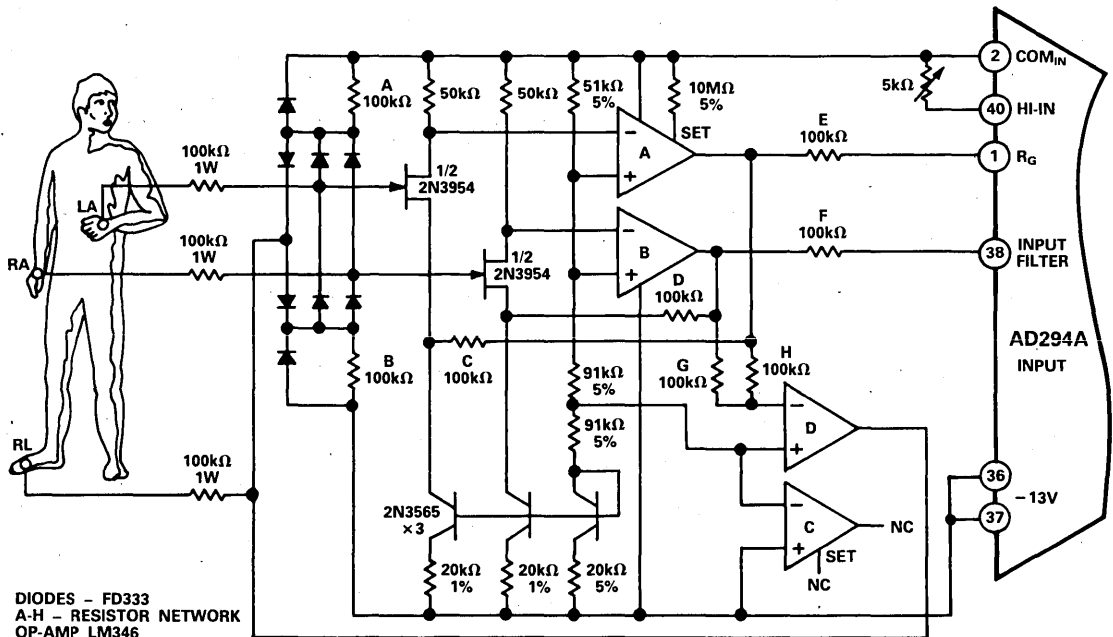 2
COM_IN
A
100kΩ
50kΩ
50kΩ
51kΩ
5%
10MΩ
5%
5kΩ
40
HI-IN
SET
E
100kΩ
1
R_G
−
A
+
100kΩ
1W
1/2
2N3954
LA
F
100kΩ
38
INPUT
FILTER
−
B
+
RA
100kΩ
1W
1/2
2N3954
D
100kΩ
AD294A
INPUT
B
100kΩ
C
100kΩ
91kΩ
5%
G
100kΩ
H
100kΩ
−
D
+
91kΩ
5%
RL
100kΩ
1W
36
−13V
37
2N3565
×3
−
C
+
NC
SET
NC
20kΩ
1%
20kΩ
1%
20kΩ
5%
DIODES – FD333
A-H – RESISTOR NETWORK
OP-AMP LM346